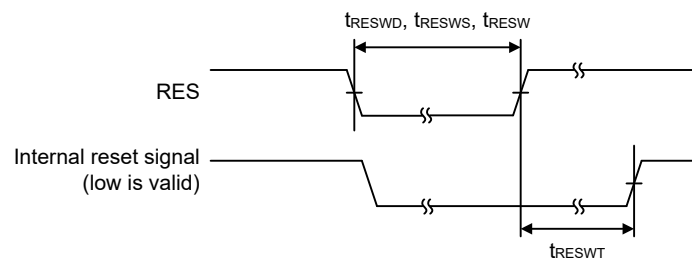 tRESWD, tRESWS, tRESW
RES
Internal reset signal
(low is valid)
tRESWT